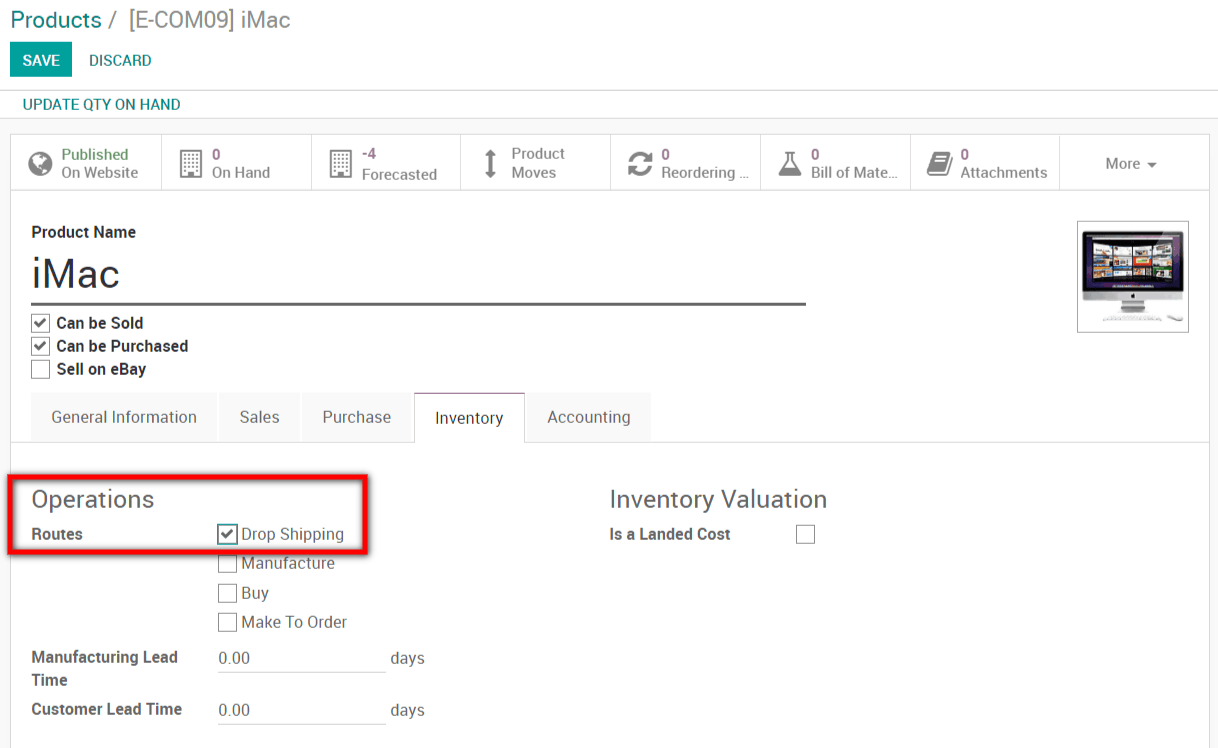 Products / [E-COM09] iMac
SAVE DISCARD
UPDATE QTY ON HAND
Published
On Website
0
On Hand
-4
Forecasted
Product
Moves
0
Reordering ...
0
Bill of Mate...
0
Attachments
More
Product Name
iMac
Can be Sold
Can be Purchased
Sell on eBay
General Information Sales Purchase Inventory Accounting
Operations
Routes Drop Shipping
Manufacture
Buy
Make To Order
Manufacturing Lead
Time
0.00 days
Customer Lead Time 0.00 days
Inventory Valuation
Is a Landed Cost